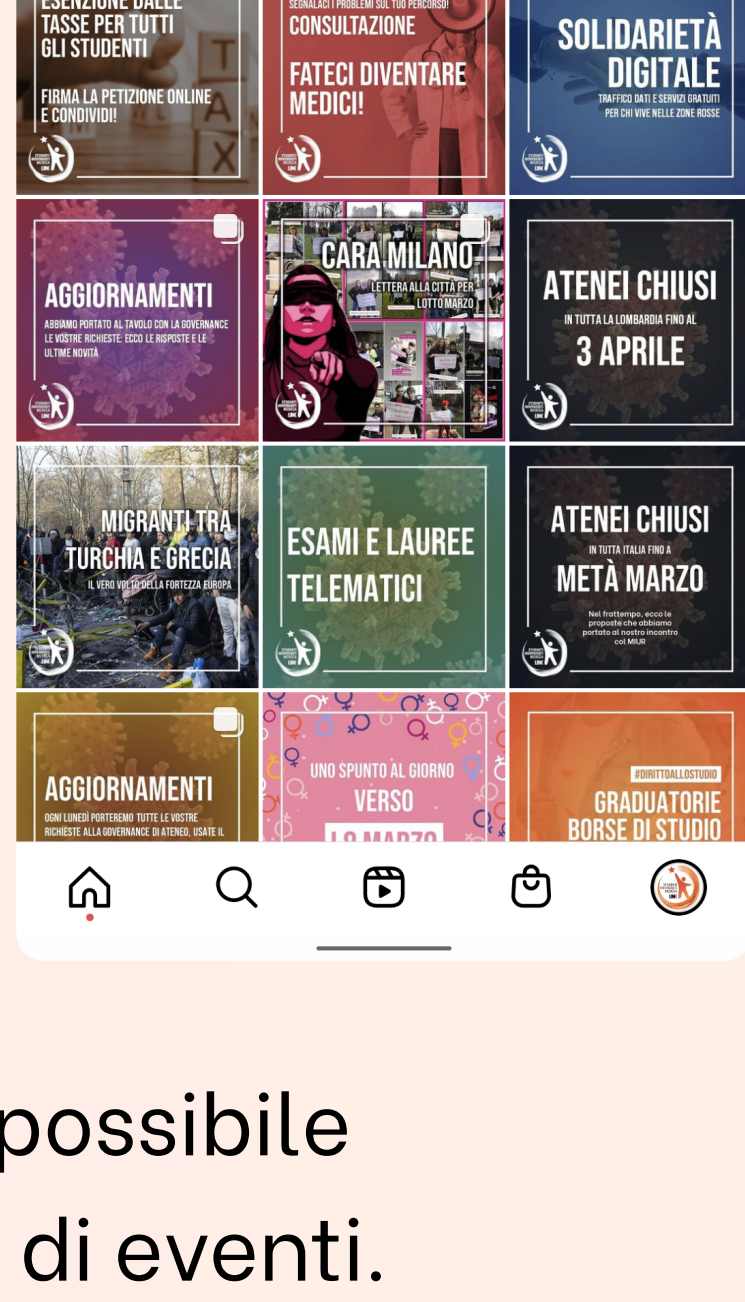 ESENZIONE DALLE
TASSE PER TUTTI
GLI STUDENTI
FIRMA LA PETIZIONE ONLINE
E CONDIVIDI!
TAX
SEGNALACI I PROBLEMI SUL TUO PERCORSO!
CONSULTAZIONE
FATECI DIVENTARE
MEDICI!
SOLIDARIETÀ
DIGITALE
TRAFFICO DATI E SERVIZI GRATUITI
PER CHI VIVE NELLE ZONE ROSSE
AGGIORNAMENTI
ABBIAMO PORTATO AL TAVOLO CON LA GOVERNANCE
LE VOSTRE RICHIESTE: ECCO LE RISPOSTE E LE
ULTIME NOVITÀ
CARA MILANO
LETTERA ALLA CITTÀ PER
LOTTO MARZO
ATENEI CHIUSI
IN TUTTA LA LOMBARDIA FINO AL
3 APRILE
MIGRANTI TRA
TURCHIA E GRECIA
IL VERO VOLTO DELLA FORTEZZA EUROPA
ESAMI E LAUREE
TELEMATICI
ATENEI CHIUSI
IN TUTTA ITALIA FINO A
METÀ MARZO
Nel frattempo, ecco le
proposte che abbiamo
portato al nostro incontro
col MIUR
AGGIORNAMENTI
OGNI LUNEDÌ PORTEREMO TUTTE LE VOSTRE
RICHIESTE ALLA GOVERNANCE DI ATENEO, USATE IL
UNO SPUNTO AL GIORNO
VERSO
L8 MARZO
#DIRITTOALLOSTUDIO
GRADUATORIE
BORSE DI STUDIO
possibile
di eventi.